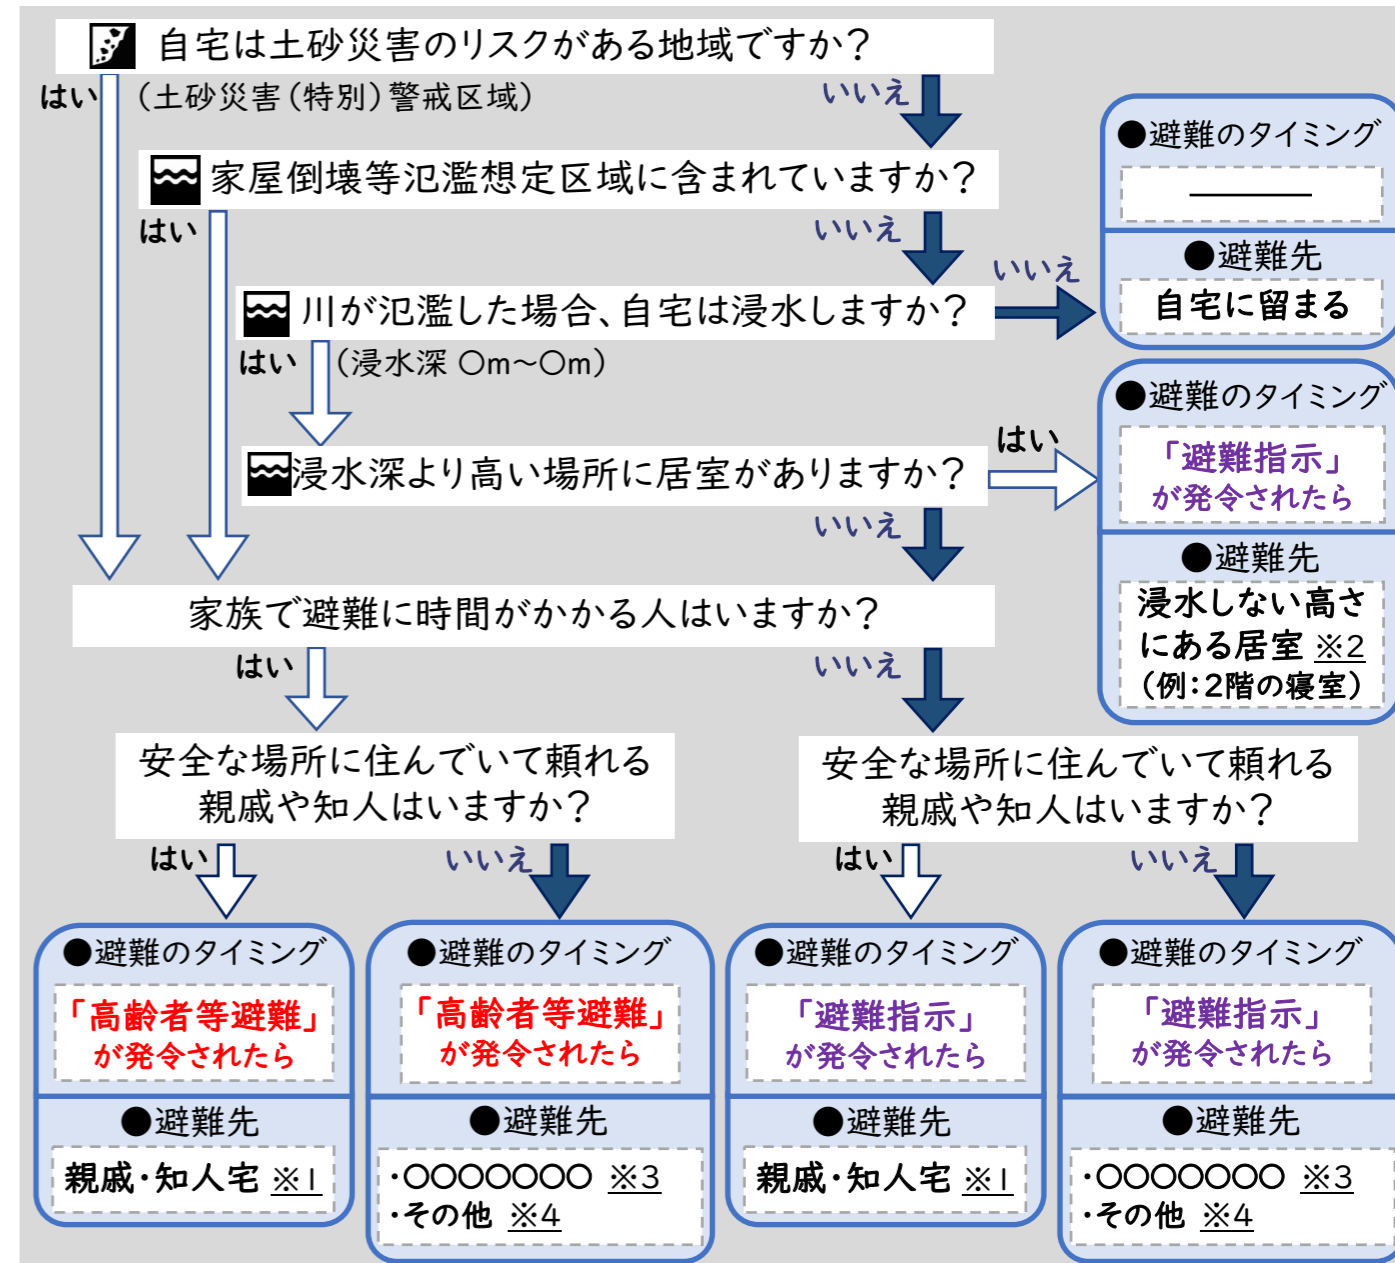 自宅は土砂災害のリスクがある地域ですか?
はい
(土砂災害(特別)警戒区域)
いいえ
家屋倒壊等氾濫想定区域に含まれていますか?
はい
いいえ
川が氾濫した場合、自宅は浸水しますか?
いいえ
はい
(浸水深 〇m~〇m)
●避難のタイミング
●避難先
自宅に留まる
浸水深より高い場所に居室がありますか?
はい
いいえ
●避難のタイミング
「避難指示」
が発令されたら
●避難先
浸水しない高さ
にある居室 ※2
(例:2階の寝室)
家族で避難に時間がかかる人はいますか?
はい
いいえ
安全な場所に住んでいて頼れる
親戚や知人はいますか?
はい
いいえ
安全な場所に住んでいて頼れる
親戚や知人はいますか?
はい
いいえ
●避難のタイミング
「高齢者等避難」
が発令されたら
●避難先
親戚・知人宅 ※1
●避難のタイミング
「高齢者等避難」
が発令されたら
●避難先
・〇〇〇〇〇〇〇 ※3
・その他 ※4
●避難のタイミング
「避難指示」
が発令されたら
●避難先
親戚・知人宅 ※1
●避難のタイミング
「避難指示」
が発令されたら
●避難先
・〇〇〇〇〇〇〇 ※3
・その他 ※4